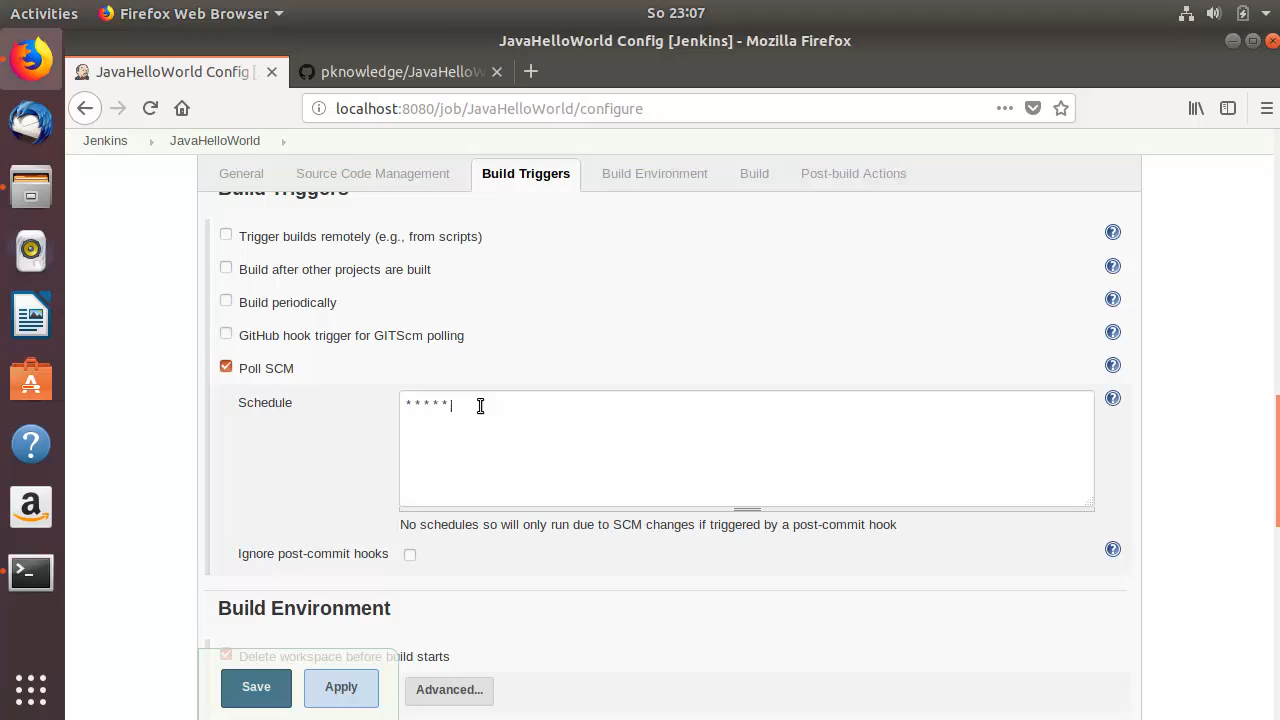 Activities
Firefox Web Browser
So 23:07
JavaHelloWorld Config [Jenkins] - Mozilla Firefox
JavaHelloWorld Config [
pknowledge/JavaHelloW
localhost:8080/job/JavaHelloWorld/configure
Jenkins
JavaHelloWorld
General
Source Code Management
Build Triggers
Build Environment
Build
Post-build Actions
Build Triggers
Trigger builds remotely (e.g., from scripts)
Build after other projects are built
Build periodically
GitHub hook trigger for GITScm polling
Poll SCM
Schedule
* * * * *
No schedules so will only run due to SCM changes if triggered by a post-commit hook
Ignore post-commit hooks
Build Environment
Delete workspace before build starts
Save
Apply
Advanced...